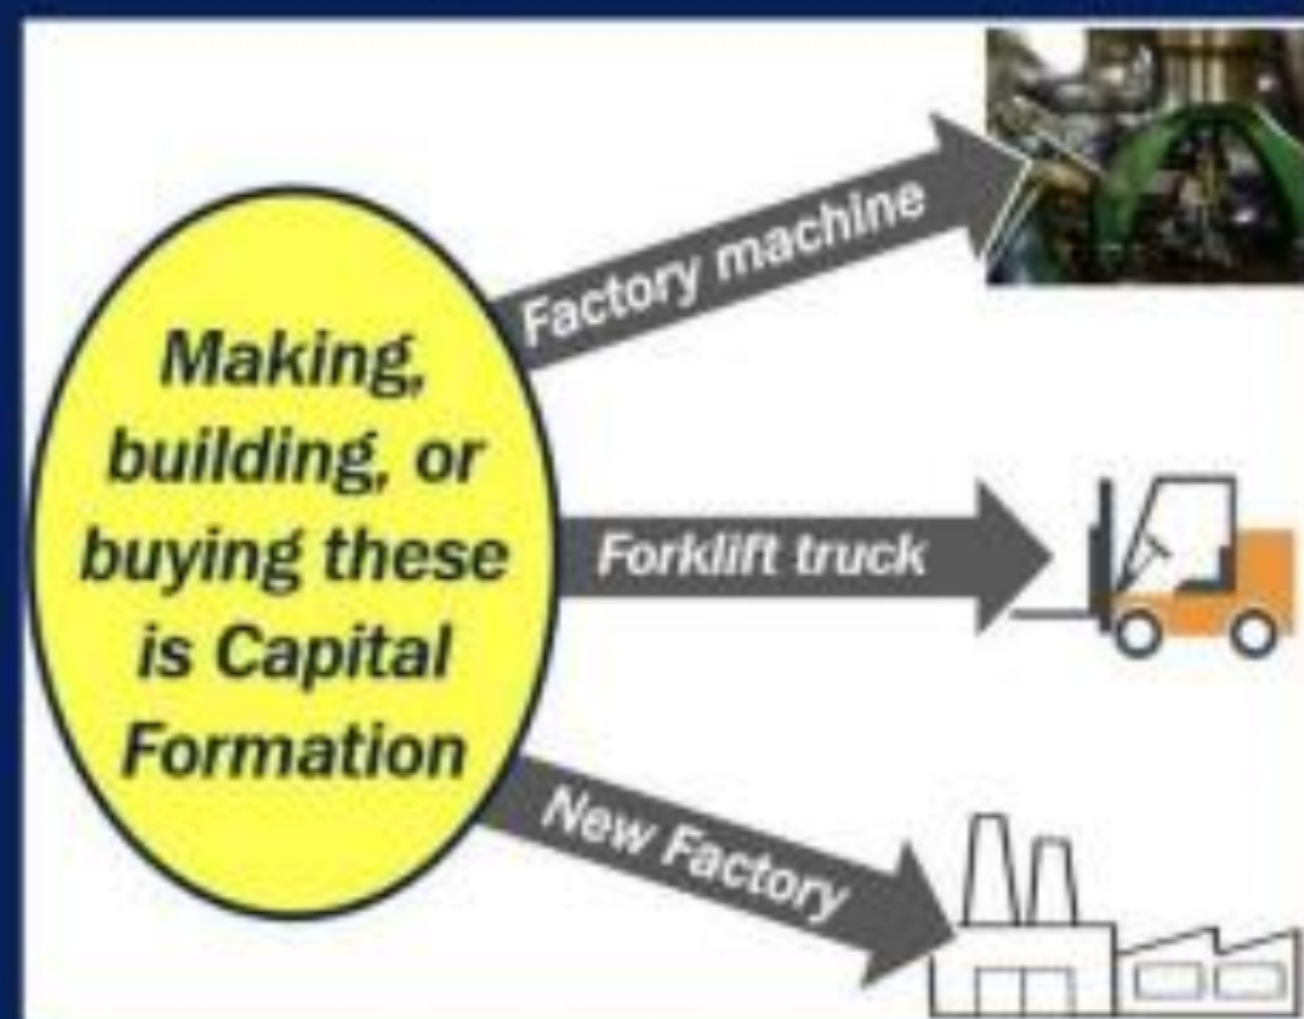 Making,
building, or
buying these
is Capital
Formation
Factory machine
Forklift truck
New Factory